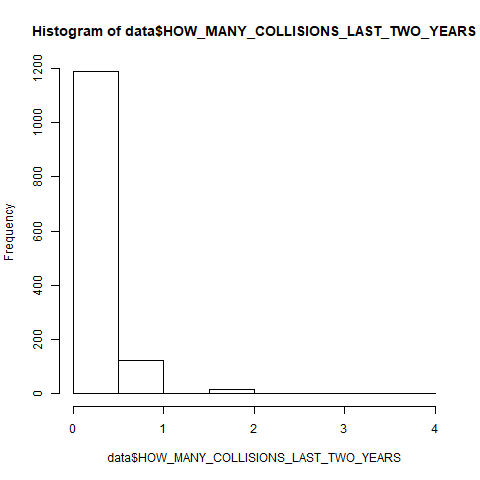 Histogram of data$HOW_MANY_COLLISIONS_LAST_TWO_YEARS
1200
1000
800
600
400
200
0
Frequency
0 1 2 3 4
data$HOW_MANY_COLLISIONS_LAST_TWO_YEARS